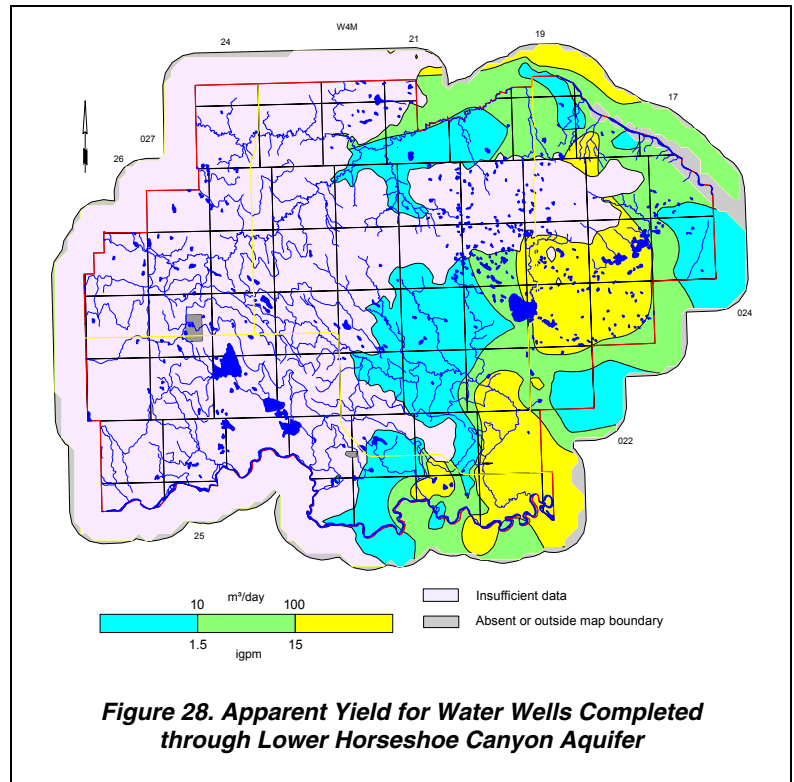 W4M
24
21
19
17
027
26
024
022
25
10
m³/day
100
1.5
igpm
15
Insufficient data
Absent or outside map boundary
Figure 28. Apparent Yield for Water Wells Completed
through Lower Horseshoe Canyon Aquifer